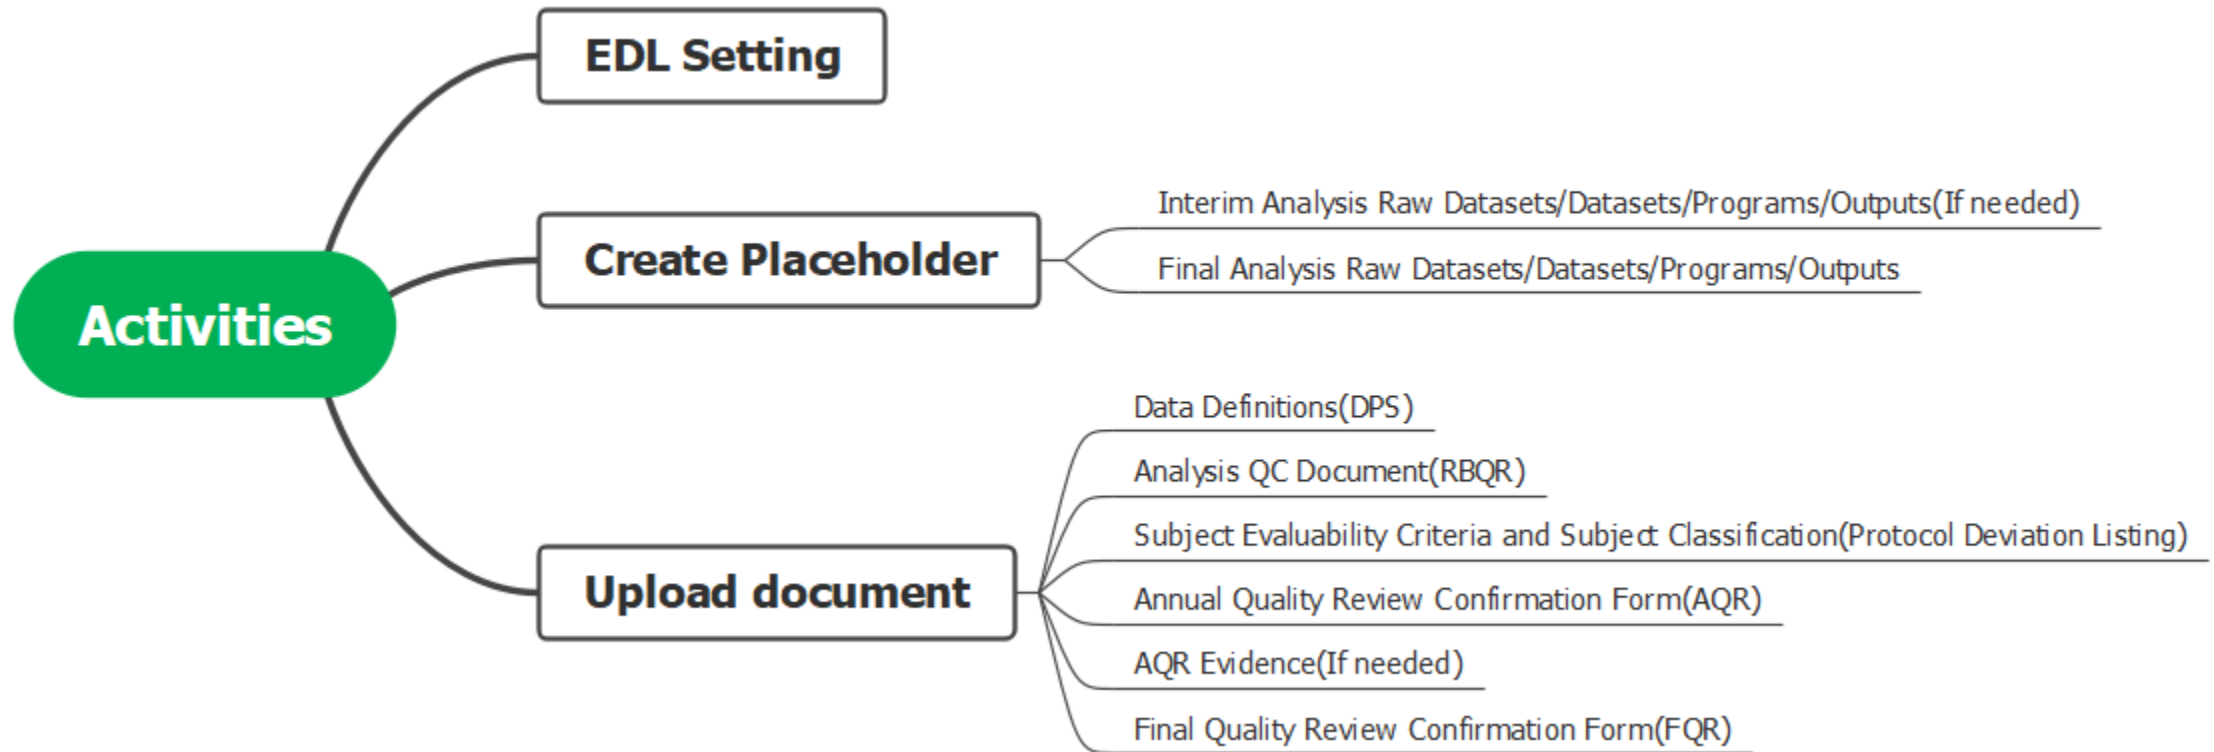 EDL Setting
Interim Analysis Raw Datasets/Datasets/Programs/Outputs(If needed)
Create Placeholder
Final Analysis Raw Datasets/Datasets/Programs/Outputs
Activities
Data Definitions(DPS)
Analysis QC Document(RBQR)
Subject Evaluability Criteria and Subject Classification(Protocol Deviation Listing)
Upload document
Annual Quality Review Confirmation Form(AQR)
AQR Evidence(If needed)
Final Quality Review Confirmation Form(FQR)